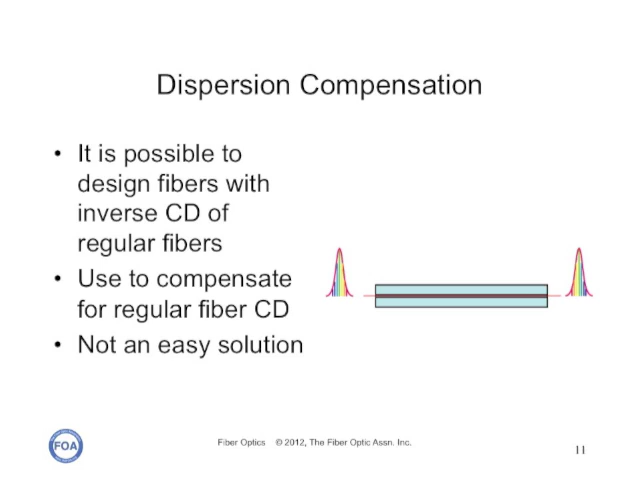 Dispersion Compensation
• It is possible to
design fibers with
inverse CD of
regular fibers
• Use to compensate
for regular fiber CD
• Not an easy solution
FOA
Fiber Optics © 2012, The Fiber Optic Assn. Inc.
11